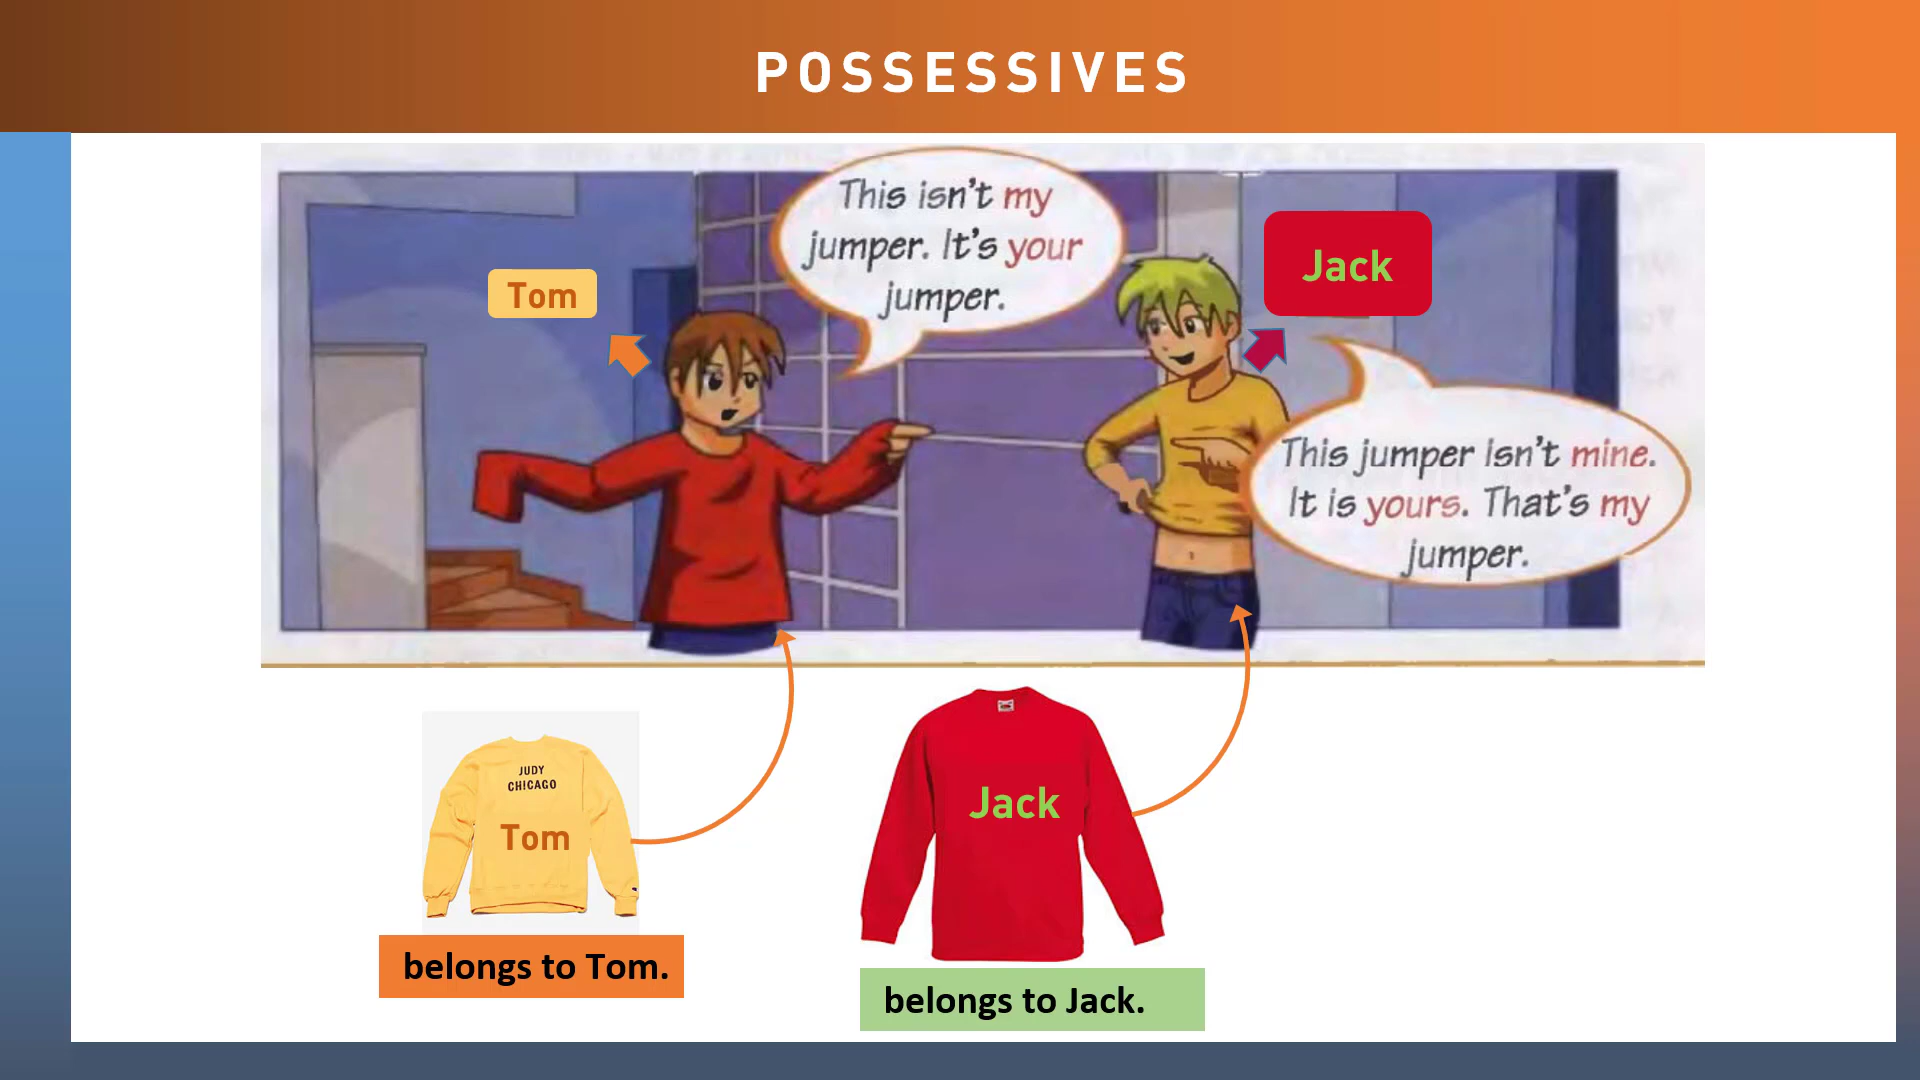 POSSESSIVES
This isn't my
jumper. It's your
jumper.
Tom
Jack
This jumper isn't mine.
It is yours. That's my
jumper.
JUDY
CHICAGO
Tom
Jack
belongs to Tom.
belongs to Jack.